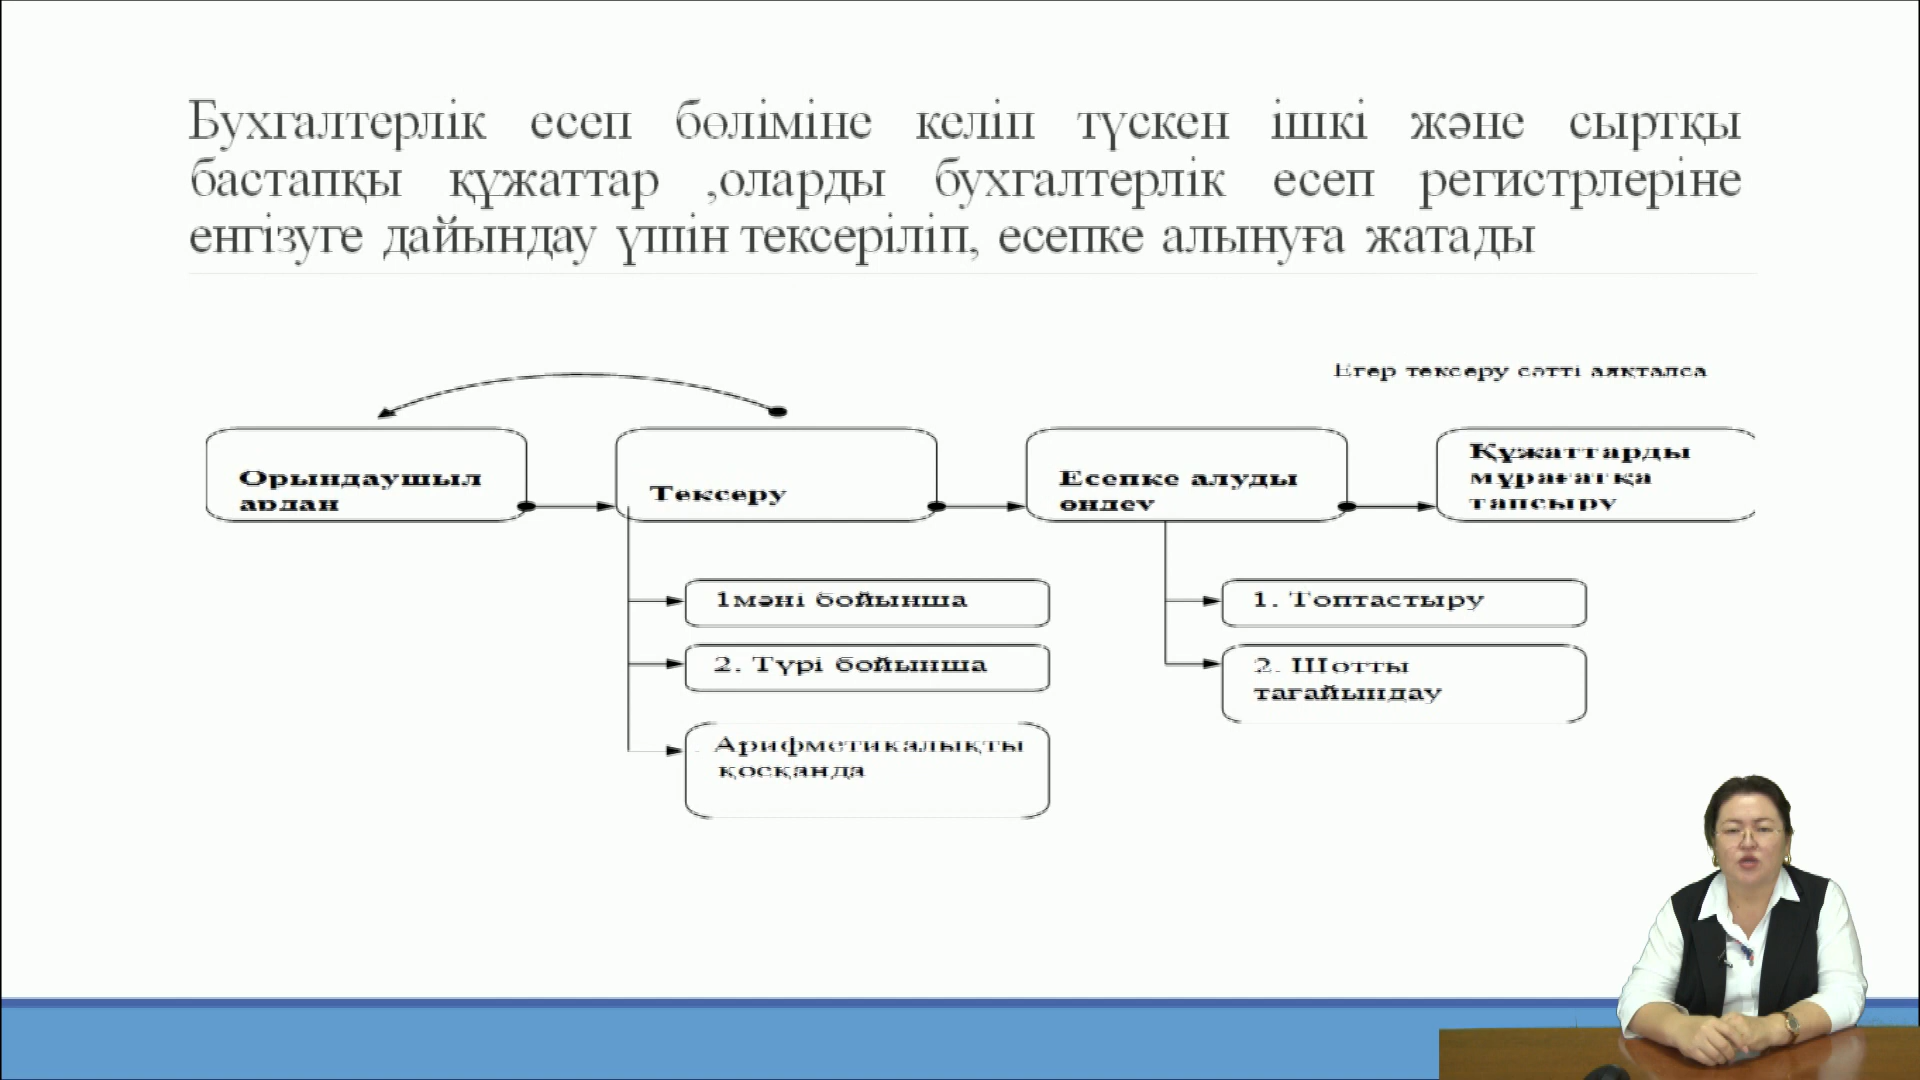 Бухгалтерлік есеп бөліміне келіп түскен ішкі және сыртқы
бастапқы құжаттар ,оларды бухгалтерлік есеп регистрлеріне
енгізуге дайындау үшін тексеріліп, есепке алынуға жатады
Егер тексеру сәтті аяқталса
Орындаушыл
ардан
Тексеру
Есепке алуды
өңдеу
Құжаттарды
мұрағатқа
тапсыру
1мәні бойынша
2. Түрі бойынша
Арифметикалықты
қосқанда
1. Топтастыру
2. Шотты
тағайындау